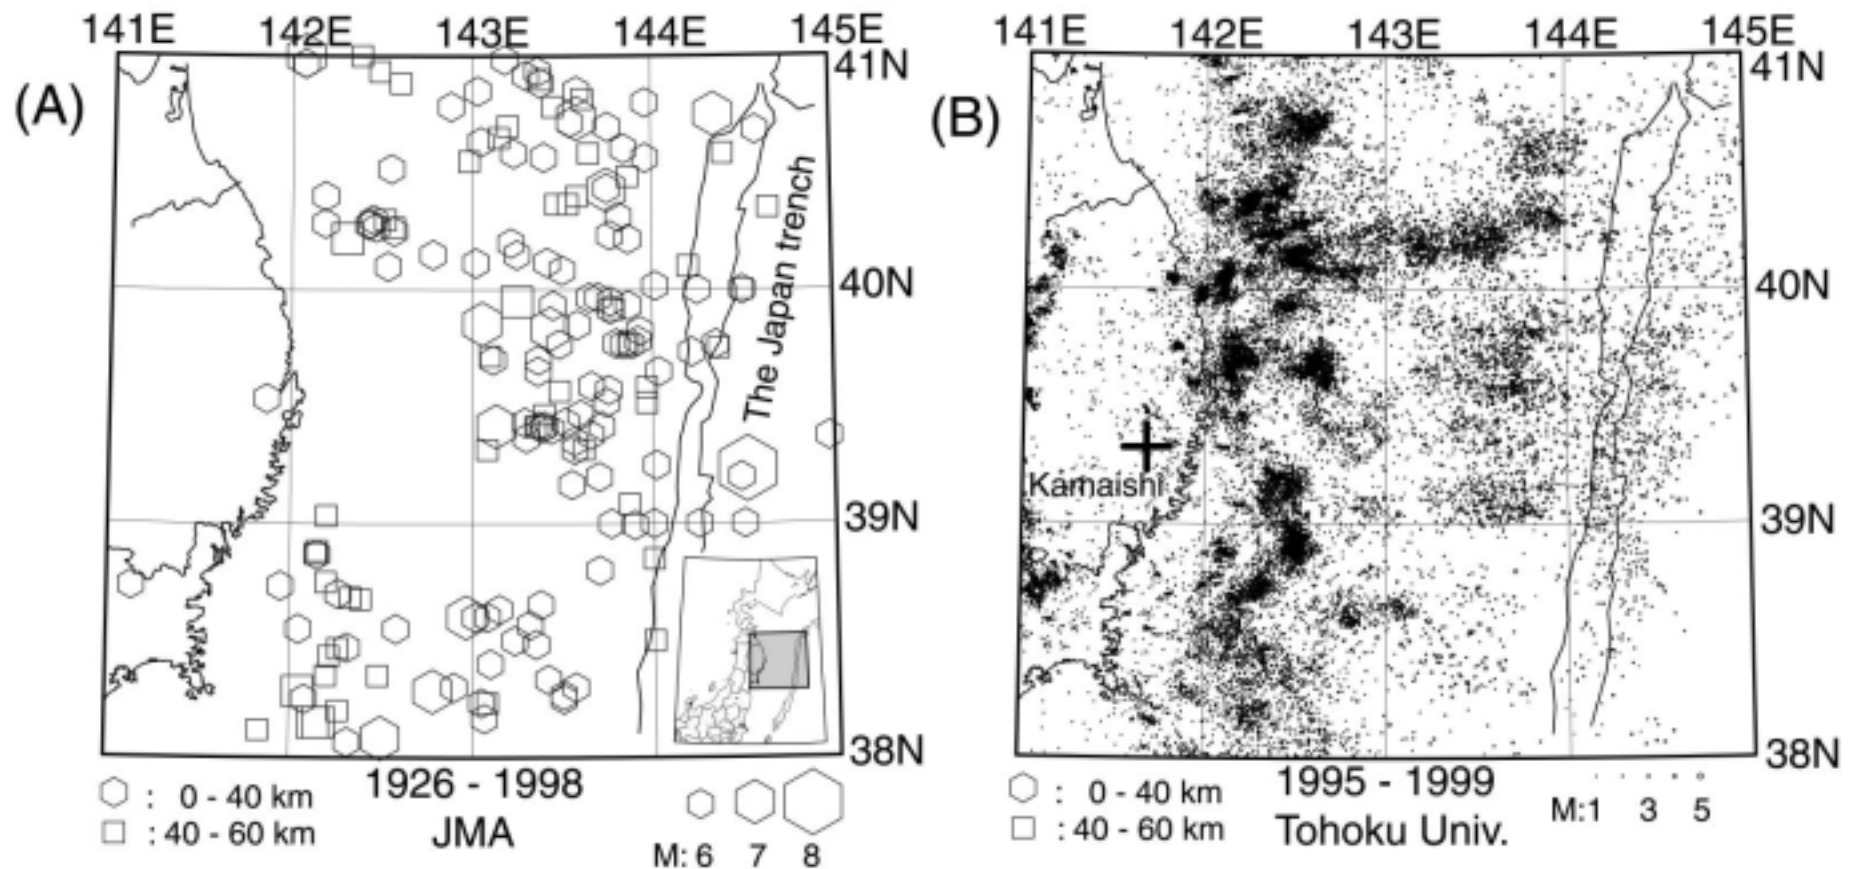 141E 142E 143E 144E 145E
41N
(A)
The Japan trench
40N
39N
38N
: 0 - 40 km
: 40 - 60 km
1926 - 1998
JMA
M: 6 7 8
141E 142E 143E 144E 145E
41N
(B)
40N
Kamaishi
39N
38N
: 0 - 40 km
: 40 - 60 km
1995 - 1999
Tohoku Univ.
M:1 3 5